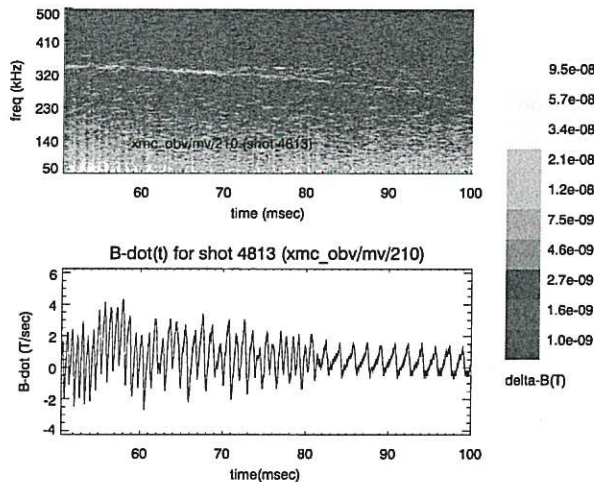 500
410
320
230
140
50
freq (kHz)
xmc_obv/mv/210 (shot 4813)
60 70 80 90 100
time (msec)
9.5e-08
5.7e-08
3.4e-08
2.1e-08
1.2e-08
7.5e-09
4.6e-09
2.7e-09
1.6e-09
1.0e-09
delta-B(T)
B-dot(t) for shot 4813 (xmc_obv/mv/210)
6
4
2
0
-2
-4
B-dot (T/sec)
60 70 80 90 100
time(msec)